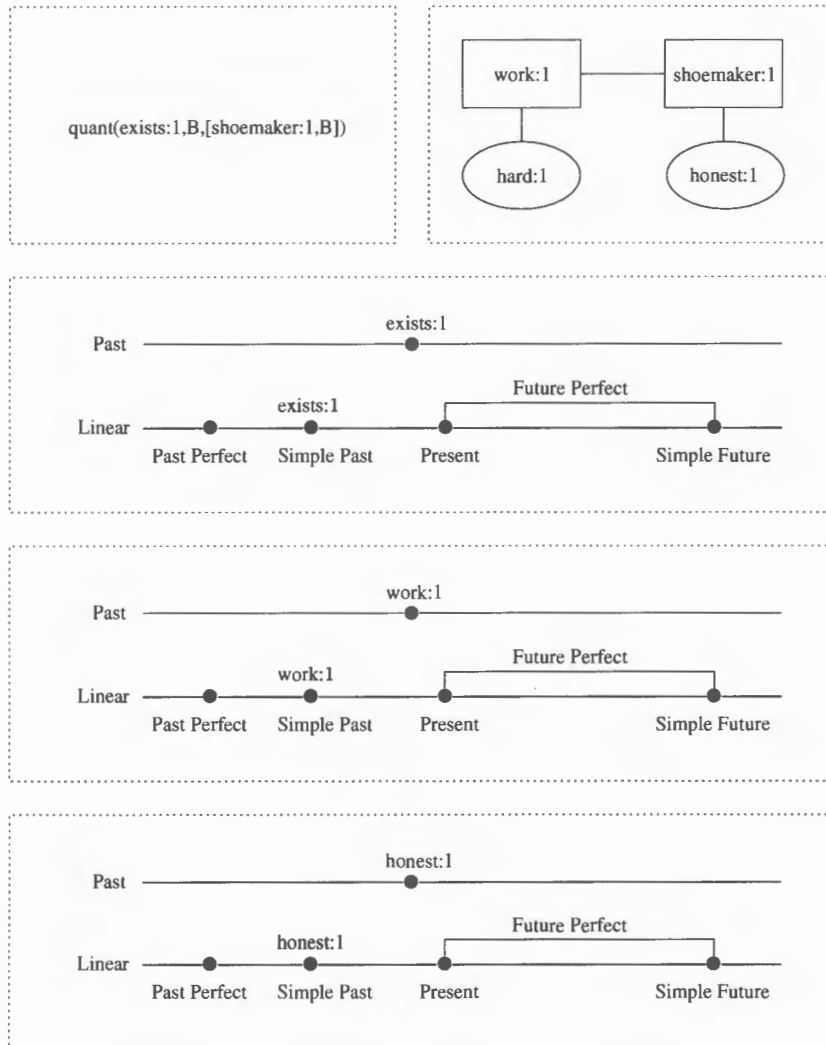 quant(exists:1,B,[shoemaker:1,B])
work:1 shoemaker:1
hard:1 honest:1
exists:1
Past
Future Perfect
exists:1
Linear
Past Perfect Simple Past Present Simple Future
work:1
Past
Future Perfect
work:1
Linear
Past Perfect Simple Past Present Simple Future
honest:1
Past
Future Perfect
honest:1
Linear
Past Perfect Simple Past Present Simple Future